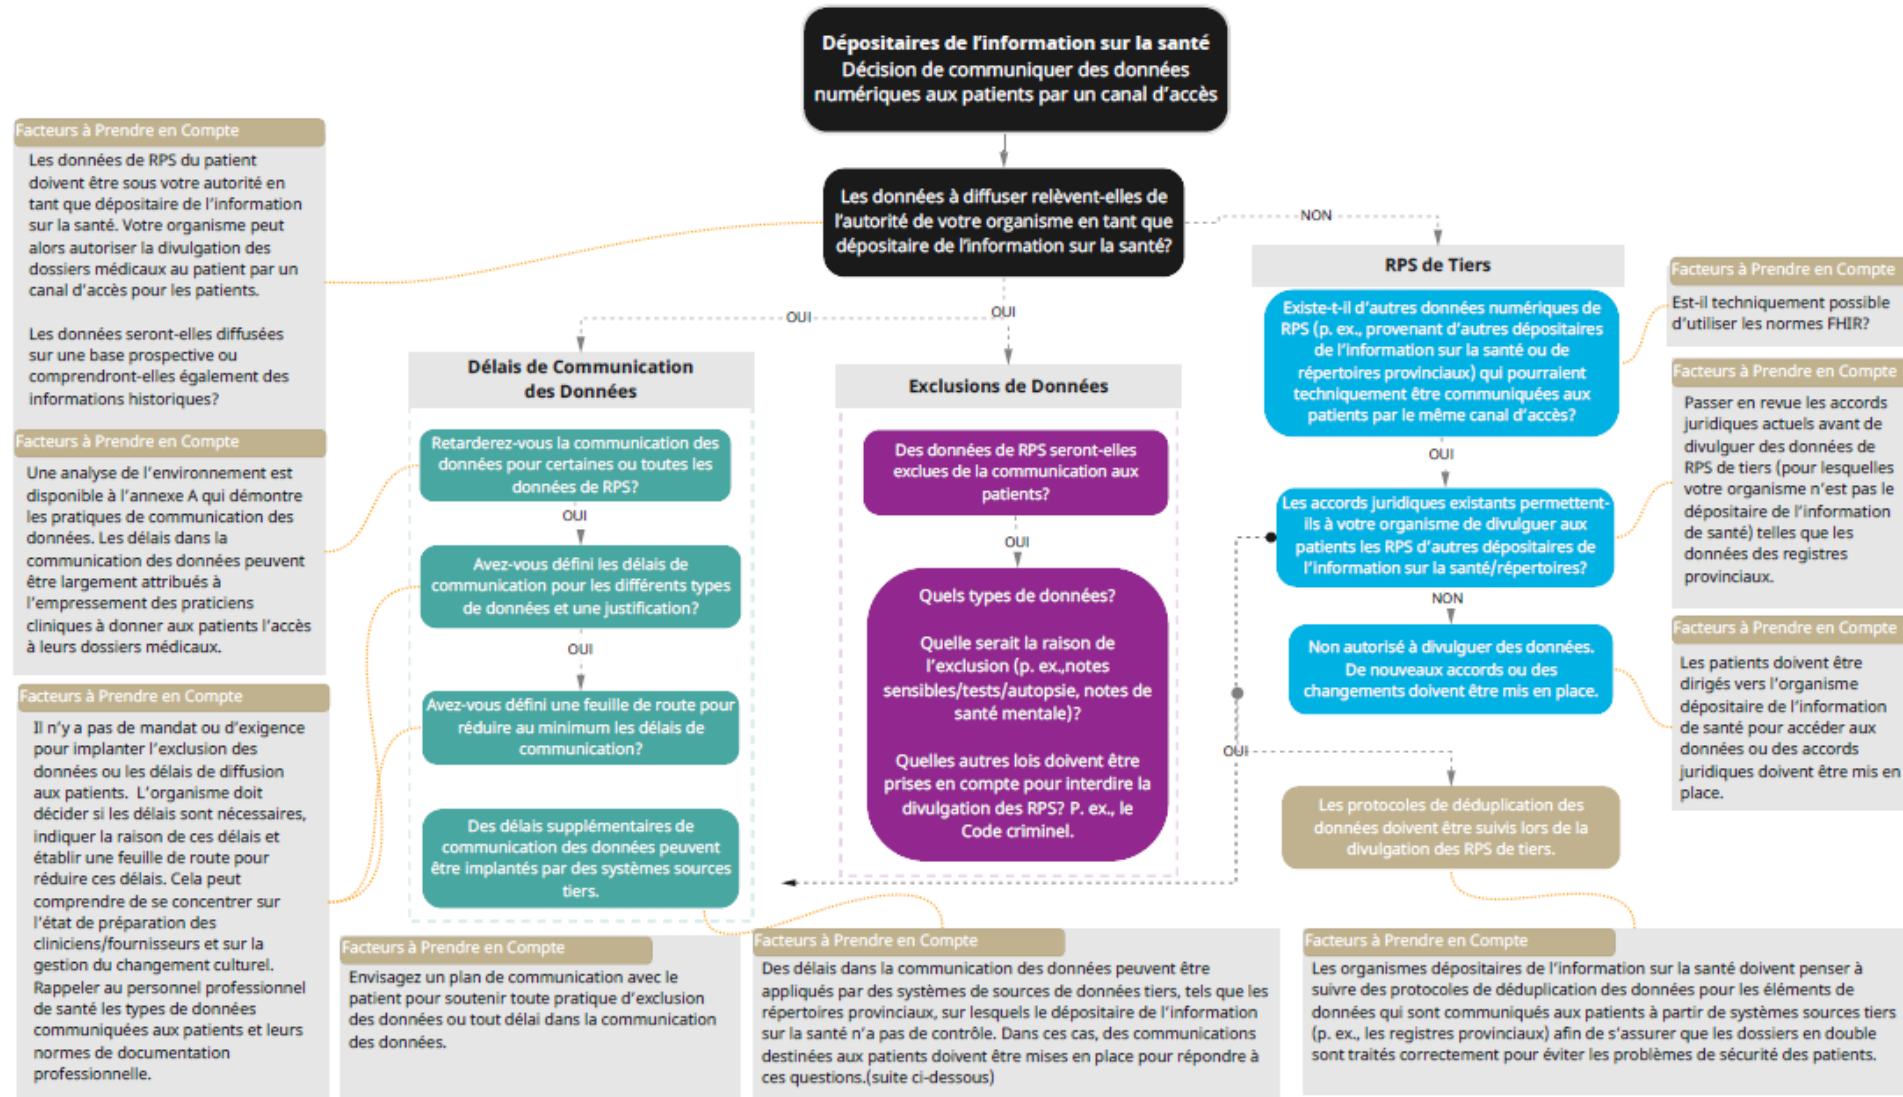 Dépositaires de l'information sur la santé
Décision de communiquer des données
numériques aux patients par un canal d'accès
Les données à diffuser relèvent-elles de
l'autorité de votre organisme en tant que
dépositaire de l'information sur la santé?
Facteurs à Prendre en Compte
Les données de RPS du patient
doivent être sous votre autorité en
tant que dépositaire de l'information
sur la santé. Votre organisme peut
alors autoriser la divulgation des
dossiers médicaux au patient par un
canal d'accès pour les patients.
Les données seront-elles diffusées
sur une base prospective ou
comprendront-elles également des
informations historiques?
Facteurs à Prendre en Compte
Une analyse de l'environnement est
disponible à l'annexe A qui démontre
les pratiques de communication des
données. Les délais dans la
communication des données peuvent
être largement attribués à
l'empressement des praticiens
cliniques à donner aux patients l'accès
à leurs dossiers médicaux.
Facteurs à Prendre en Compte
Il n'y a pas de mandat ou d'exigence
pour implanter l'exclusion des
données ou les délais de diffusion
aux patients. L'organisme doit
décider si les délais sont nécessaires,
indiquer la raison de ces délais et
établir une feuille de route pour
réduire ces délais. Cela peut
comprendre de se concentrer sur
l'état de préparation des
cliniciens/fournisseurs et sur la
gestion du changement culturel.
Rappeler au personnel professionnel
de santé les types de données
communiquées aux patients et leurs
normes de documentation
professionnelle.
OUI
OUI
NON
Délais de Communication
des Données
Retarderez-vous la communication des
données pour certaines ou toutes les
données de RPS?
OUI
Avez-vous défini les délais de
communication pour les différents types
de données et une justification?
OUI
Avez-vous défini une feuille de route pour
réduire au minimum les délais de
communication?
Des délais supplémentaires de
communication des données peuvent
être implantés par des systèmes sources
tiers.
Exclusions de Données
Des données de RPS seront-elles
exclues de la communication aux
patients?
OUI
Quels types de données?
Quelle serait la raison de
l'exclusion (p. ex.,notes
sensibles/tests/autopsie, notes de
santé mentale)?
Quelles autres lois doivent être
prises en compte pour interdire la
divulgation des RPS? P. ex., le
Code criminel.
RPS de Tiers
Existe-t-il d'autres données numériques de
RPS (p. ex., provenant d'autres dépositaires
de l'information sur la santé ou de
répertoires provinciaux) qui pourraient
techniquement être communiquées aux
patients par le même canal d'accès?
OUI
Les accords juridiques existants permettent-
ils à votre organisme de divulguer aux
patients les RPS d'autres dépositaires de
l'information sur la santé/répertoires?
NON
Non autorisé à divulguer des données.
De nouveaux accords ou des
changements doivent être mis en place.
OUI
Les protocoles de déduplication des
données doivent être suivis lors de la
divulgation des RPS de tiers.
Facteurs à Prendre en Compte
Est-il techniquement possible
d'utiliser les normes FHIR?
Facteurs à Prendre en Compte
Passer en revue les accords
juridiques actuels avant de
divulguer des données de
RPS de tiers (pour lesquelles
votre organisme n'est pas le
dépositaire de l'information
de santé) telles que les
données des registres
provinciaux.
Facteurs à Prendre en Compte
Les patients doivent être
dirigés vers l'organisme
dépositaire de l'information
de santé pour accéder aux
données ou des accords
juridiques doivent être mis en
place.
Facteurs à Prendre en Compte
Envisagez un plan de communication avec le
patient pour soutenir toute pratique d'exclusion
des données ou tout délai dans la communication
des données.
Facteurs à Prendre en Compte
Des délais dans la communication des données peuvent être
appliqués par des systèmes de sources de données tiers, tels que les
répertoires provinciaux, sur lesquels le dépositaire de l'information
sur la santé n'a pas de contrôle. Dans ces cas, des communications
destinées aux patients doivent être mises en place pour répondre à
ces questions.(suite ci-dessous)
Facteurs à Prendre en Compte
Les organismes dépositaires de l'information sur la santé doivent penser à
suivre des protocoles de déduplication des données pour les éléments de
données qui sont communiqués aux patients à partir de systèmes sources tiers
(p. ex., les registres provinciaux) afin de s'assurer que les dossiers en double
sont traités correctement pour éviter les problèmes de sécurité des patients.